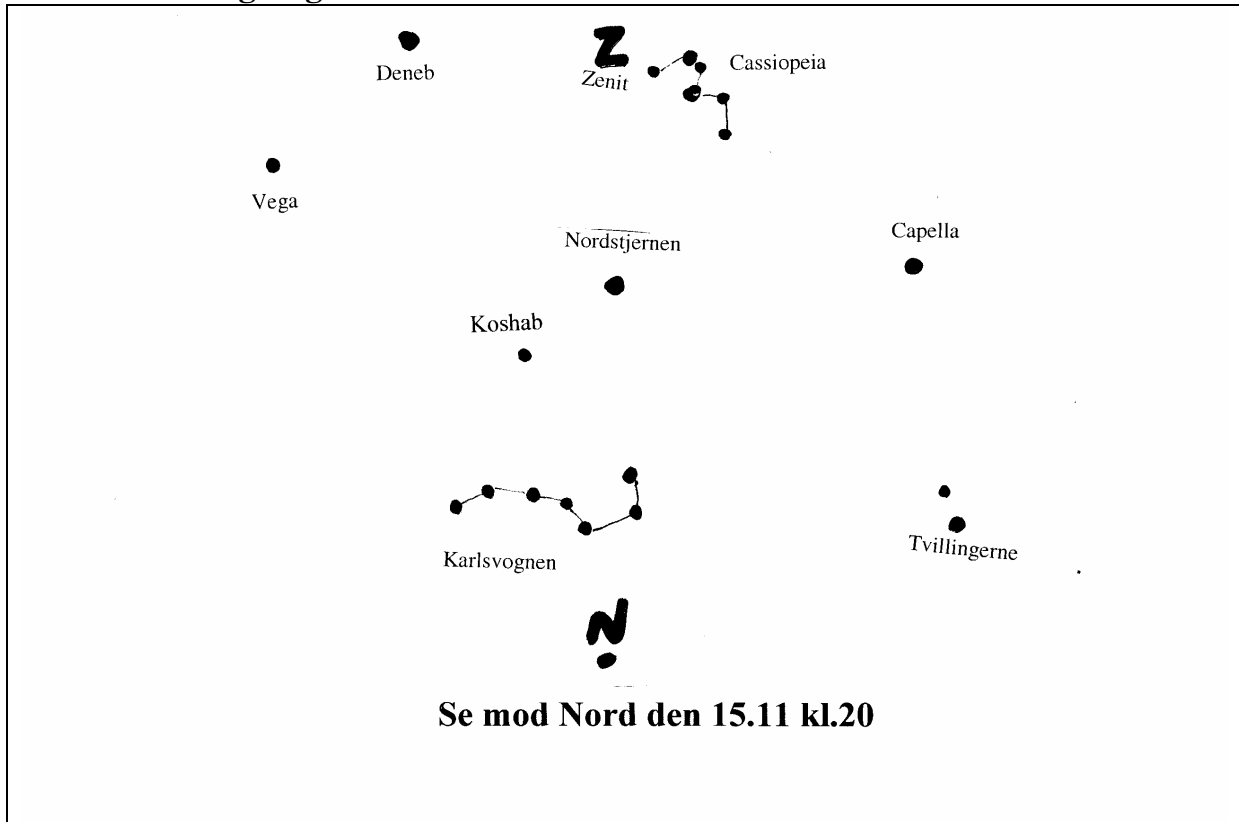 Z
Zenit
Cassiopeia
Deneb
Vega
Nordstjernen
Capella
Koshab
Karlsvognen
Tvillingerne
N
Se mod Nord den 15.11 kl.20